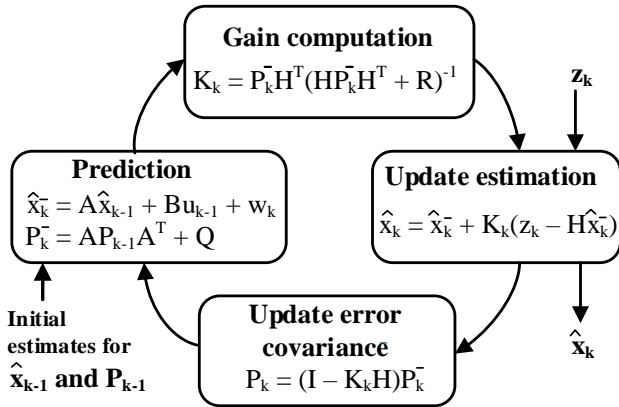 Gain computation
K_k = P_k^- H^T (HP_k^- H^T + R)^-1
z_k
Prediction
x̂_k^- = Ax̂_k-1 + Bu_k-1 + w_k
P_k^- = AP_k-1 A^T + Q
Update estimation
x̂_k = x̂_k^- + K_k(z_k – Hx̂_k^-)
Initial
estimates for
x̂_k-1 and P_k-1
Update error
covariance
P_k = (I – K_k H)P_k^-
x̂_k